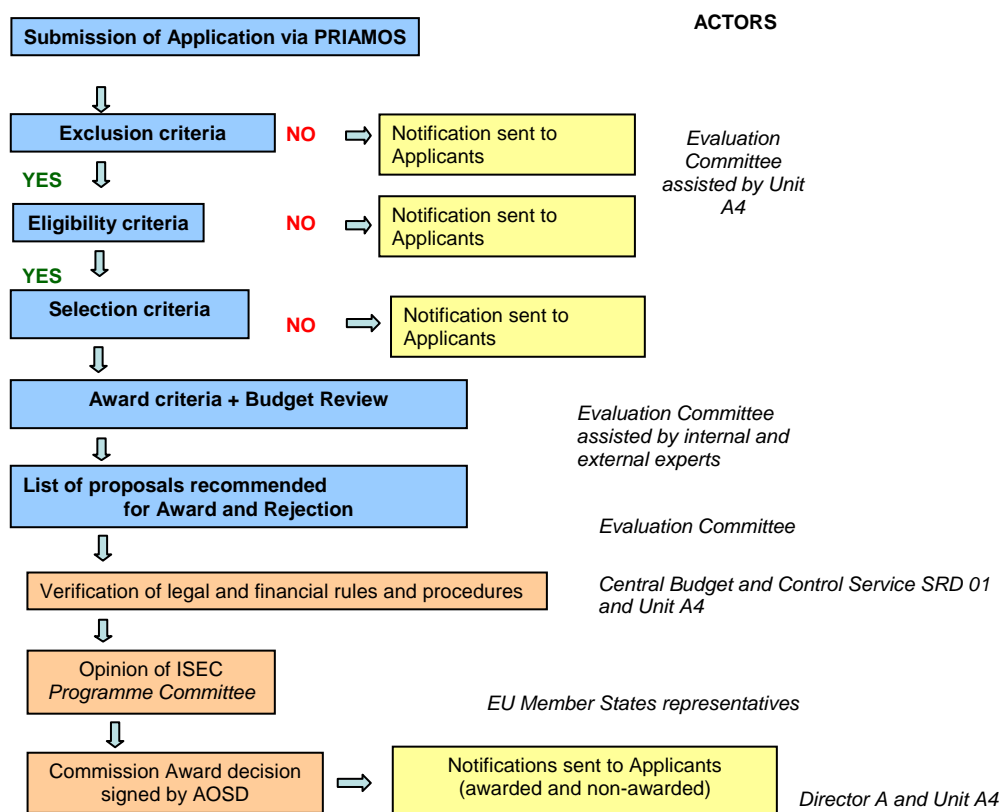 ACTORS
Submission of Application via PRIAMOS
Exclusion criteria
NO
Notification sent to
Applicants
Evaluation
Committee
assisted by Unit
A4
YES
Eligibility criteria
NO
Notification sent to
Applicants
YES
Selection criteria
NO
Notification sent to
Applicants
Award criteria + Budget Review
Evaluation Committee
assisted by internal and
external experts
List of proposals recommended
for Award and Rejection
Evaluation Committee
Verification of legal and financial rules and procedures
Central Budget and Control Service SRD 01
and Unit A4
Opinion of ISEC
Programme Committee
EU Member States representatives
Commission Award decision
signed by AOSD
Notifications sent to Applicants
(awarded and non-awarded)
Director A and Unit A4